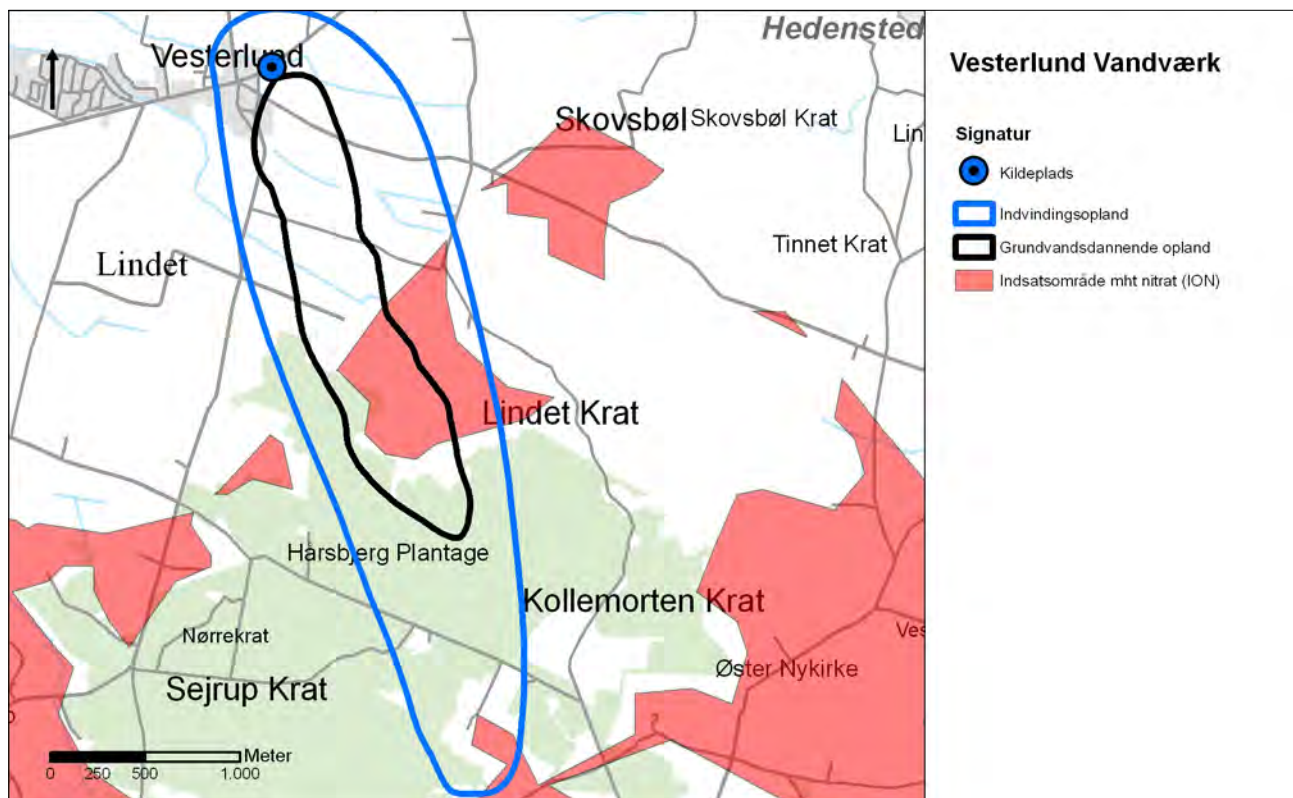 Hedensted
Vesterlund
Skovsbøl
Skovsbøl Krat
Lin
Tinnet Krat
Lindet
Lindet Krat
Harsbjerg Plantage
Kollemorten Krat
Nørrekrat
Ves
Øster Nykirke
Sejrup Krat
Meter
0 250 500 1.000
Vesterlund Vandværk
Signatur
Kildeplads
Indvindingsopland
Grundvandsdannende opland
Indsatsområde mht nitrat (ION)